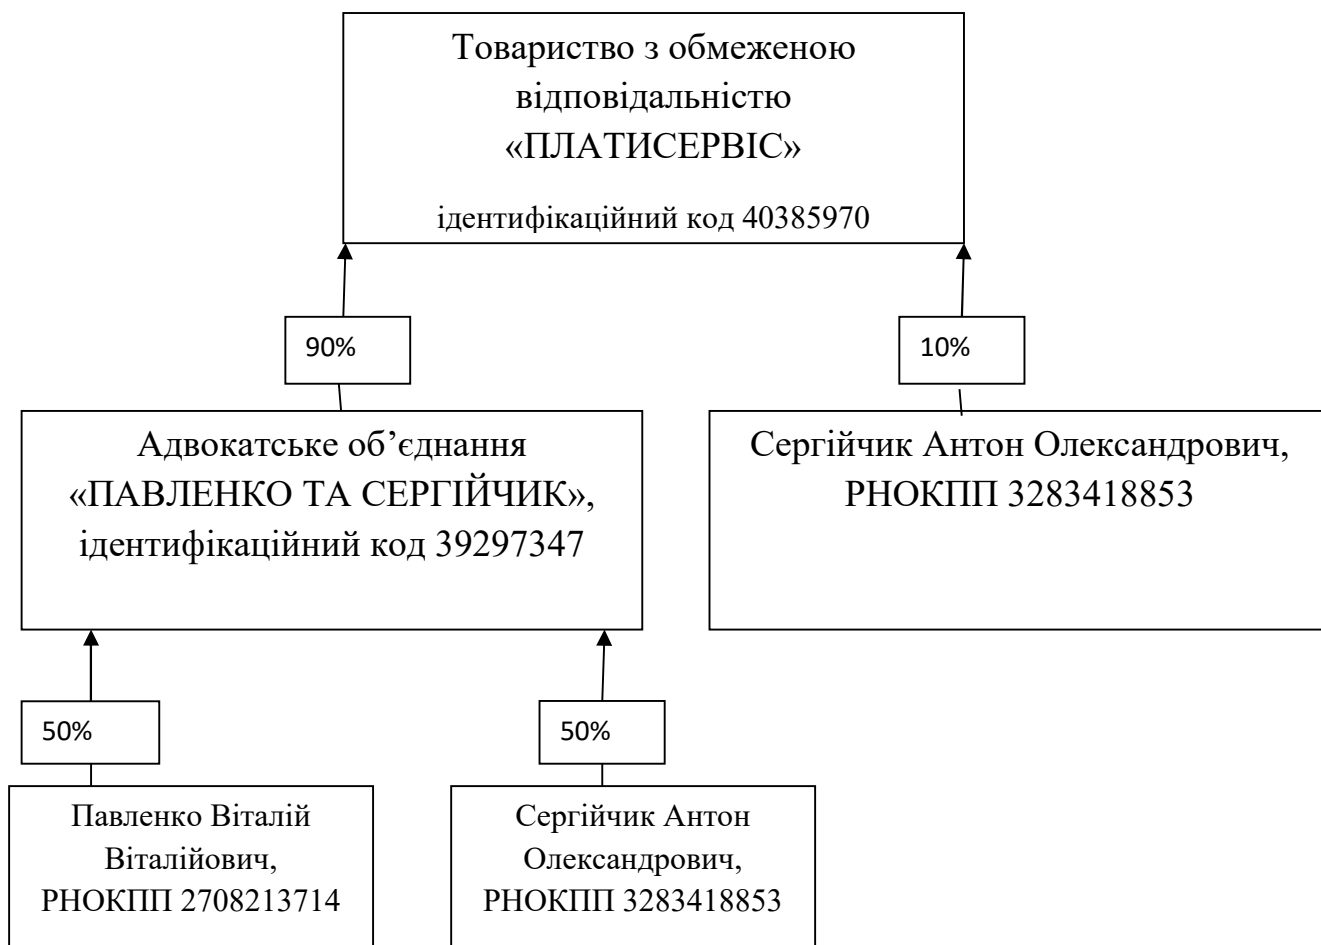 Товариство з обмеженою
відповідальністю
«ПЛАТИСЕРВІС»
ідентифікаційний код 40385970
90%
10%
Адвокатське об’єднання
«ПАВЛЕНКО ТА СЕРГІЙЧИК»,
ідентифікаційний код 39297347
Сергійчик Антон Олександрович,
РНОКПП 3283418853
50%
50%
Павленко Віталій
Віталійович,
РНОКПП 2708213714
Сергійчик Антон
Олександрович,
РНОКПП 3283418853